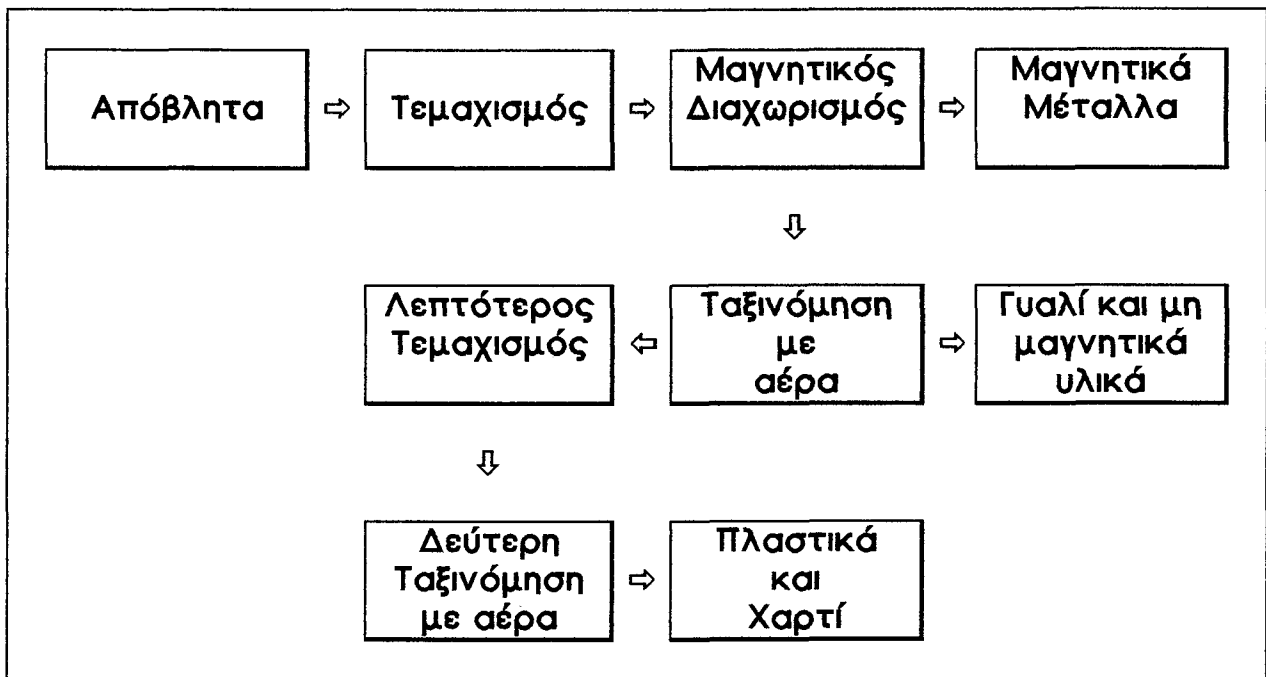 Απόβλητα
Τεμαχισμός
Μαγνητικός
Διαχωρισμός
Μαγνητικά
Μέταλλα
Λεπτότερος
Τεμαχισμός
Ταξινόμηση
με
αέρα
Γυαλί και μη
μαγνητικά
υλικά
Δεύτερη
Ταξινόμηση
με αέρα
Πλαστικά
και
Χαρτί